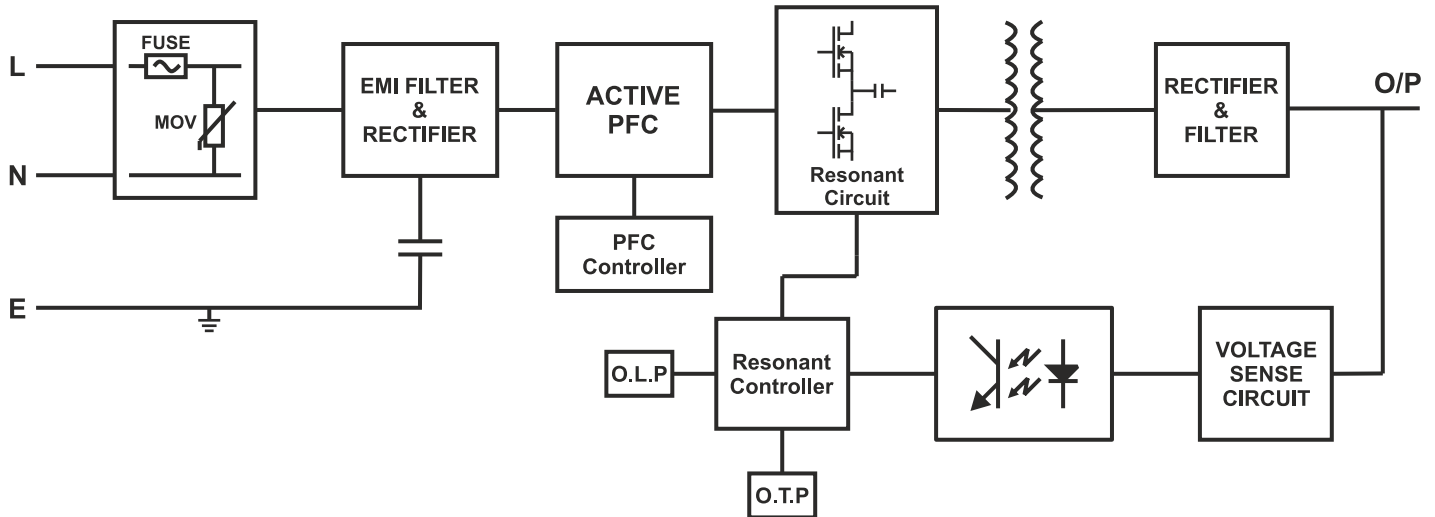 L
N
E
FUSE
MOV
EMI FILTER
&
RECTIFIER
ACTIVE
PFC
PFC
Controller
Resonant
Circuit
RECTIFIER
&
FILTER
O/P
O.L.P
Resonant
Controller
O.T.P
VOLTAGE
SENSE
CIRCUIT